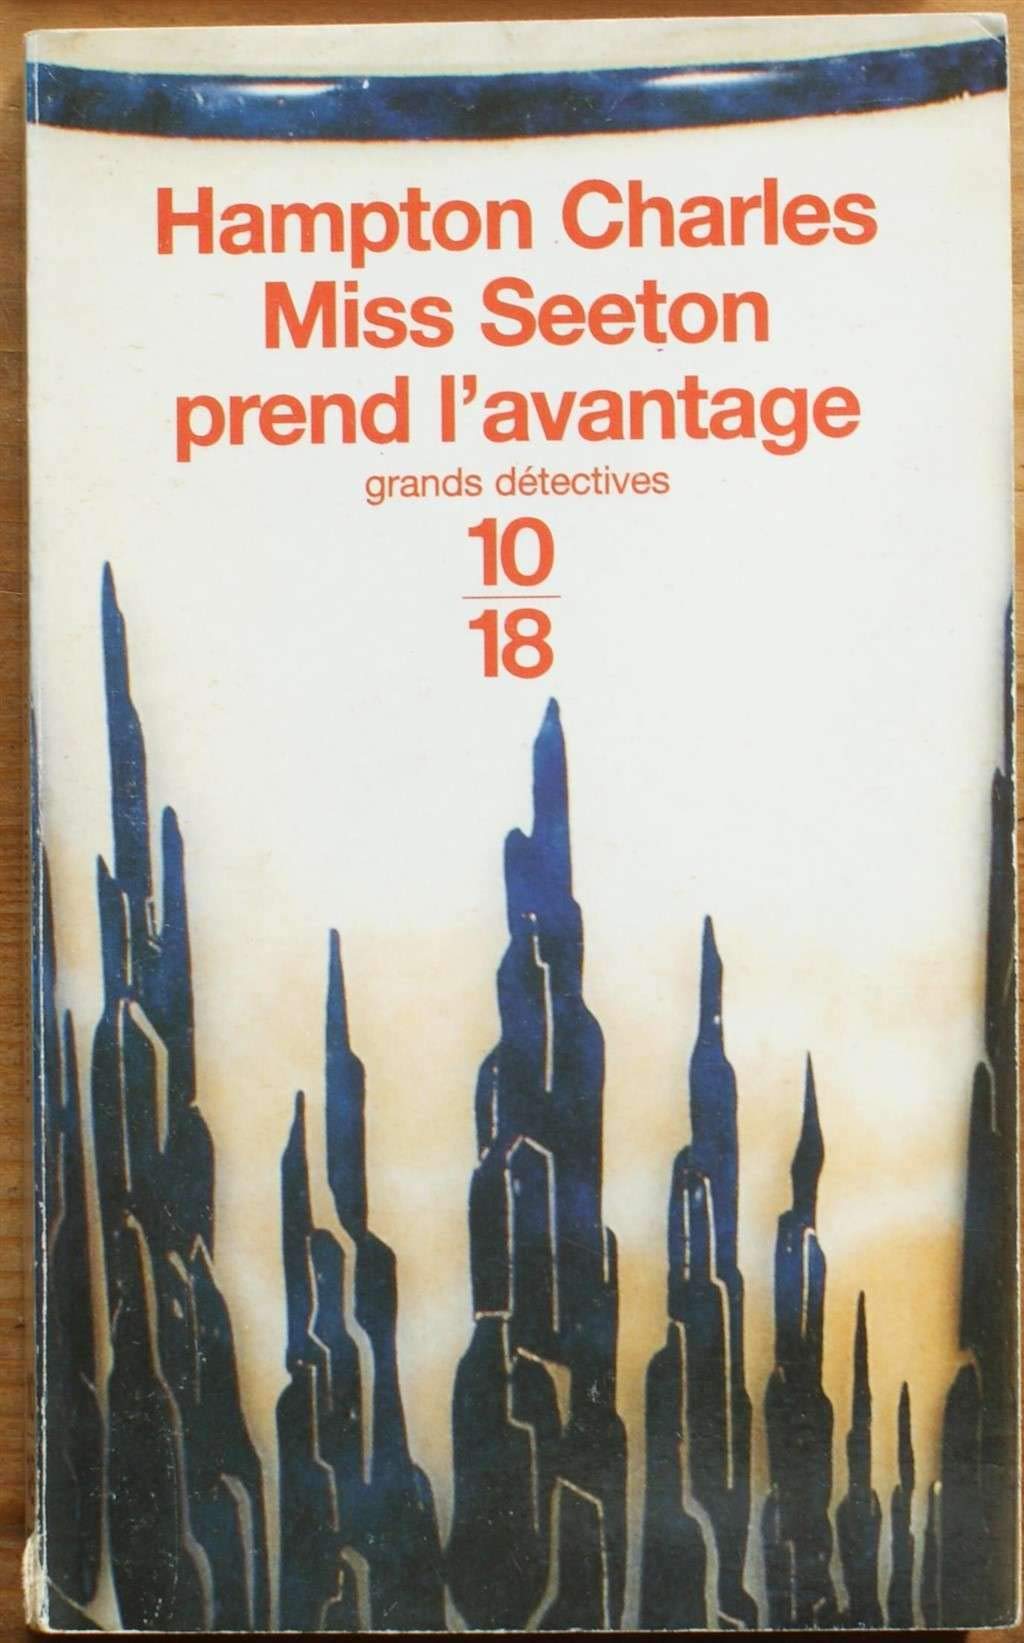 Hampton Charles
Miss Seeton
prend l'avantage
grands détectives
10
18